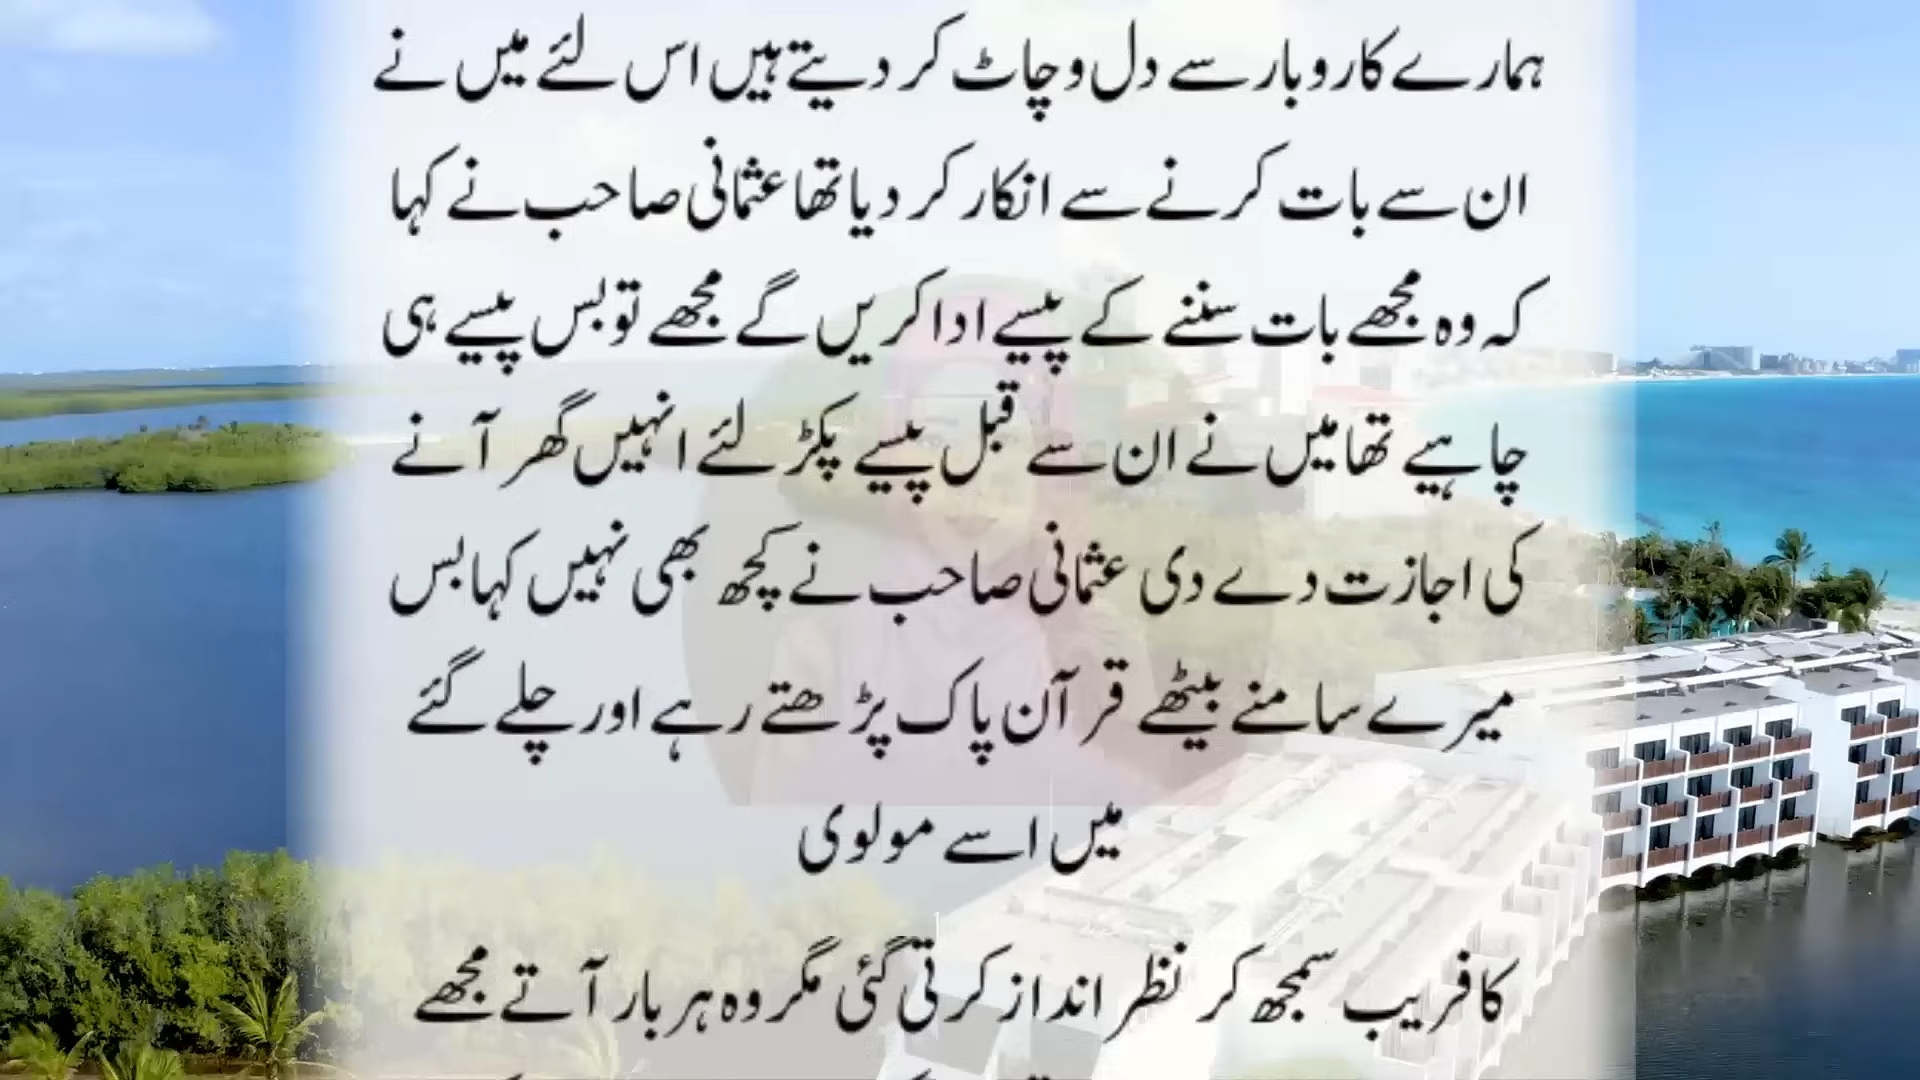 ہمارے کاروبار سے دل و چاٹ کر دیتے ہیں اس لئے میں نے
ان سے بات کرنے سے انکار کر دیا تھا عثمانی صاحب نے کہا
کہ وہ مجھے بات سننے کے پیسے ادا کریں گے مجھے تو بس پیسے ہی
چاہیے تھا میں نے ان سے قبل پیسے پکڑ لئے انہیں گھر آنے
کی اجازت دے دی عثمانی صاحب نے کچھ بھی نہیں کہا بس
میرے سامنے بیٹھے قرآن پاک پڑھتے رہے اور چلے گئے
میں اسے مولوی
کا فریب سمجھ کر نظر انداز کرتی گئی مگر وہ ہر بار آتے مجھے